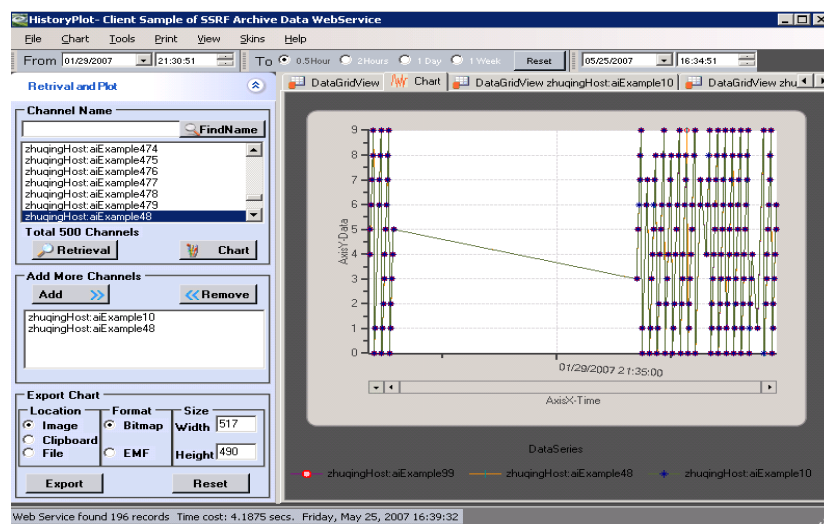 HistoryPlot- Client Sample of SSRF Archive Data WebService
File Chart Tools Print View Skins Help
From 01/29/2007 21:30:51 To 0.5Hour 2Hours 1 Day 1 Week Reset 05/25/2007 16:34:51
Retrival and Plot
DataGridView Chart DataGridView zhuqingHost:aiExample10 DataGridView zhu
Channel Name
FindName
zhuqingHost:aiExample474
zhuqingHost:aiExample475
zhuqingHost:aiExample476
zhuqingHost:aiExample477
zhuqingHost:aiExample478
zhuqingHost:aiExample479
zhuqingHost:aiExample48
Total 500 Channels
Retrieval Chart
Add More Channels
Add Remove
zhuqingHost:aiExample10
zhuqingHost:aiExample48
Export Chart
Location Format Size
Image Bitmap Width 517
Clipboard
File EMF Height 490
Export Reset
9
8
7
6
5
4
3
2
1
0
AxisY-Data
01/29/2007 21:35:00
AxisX-Time
DataSeries
zhuqingHost:aiExample99 zhuqingHost:aiExample48 zhuqingHost:aiExample10
Web Service found 196 records Time cost: 4.1875 secs. Friday, May 25, 2007 16:39:32